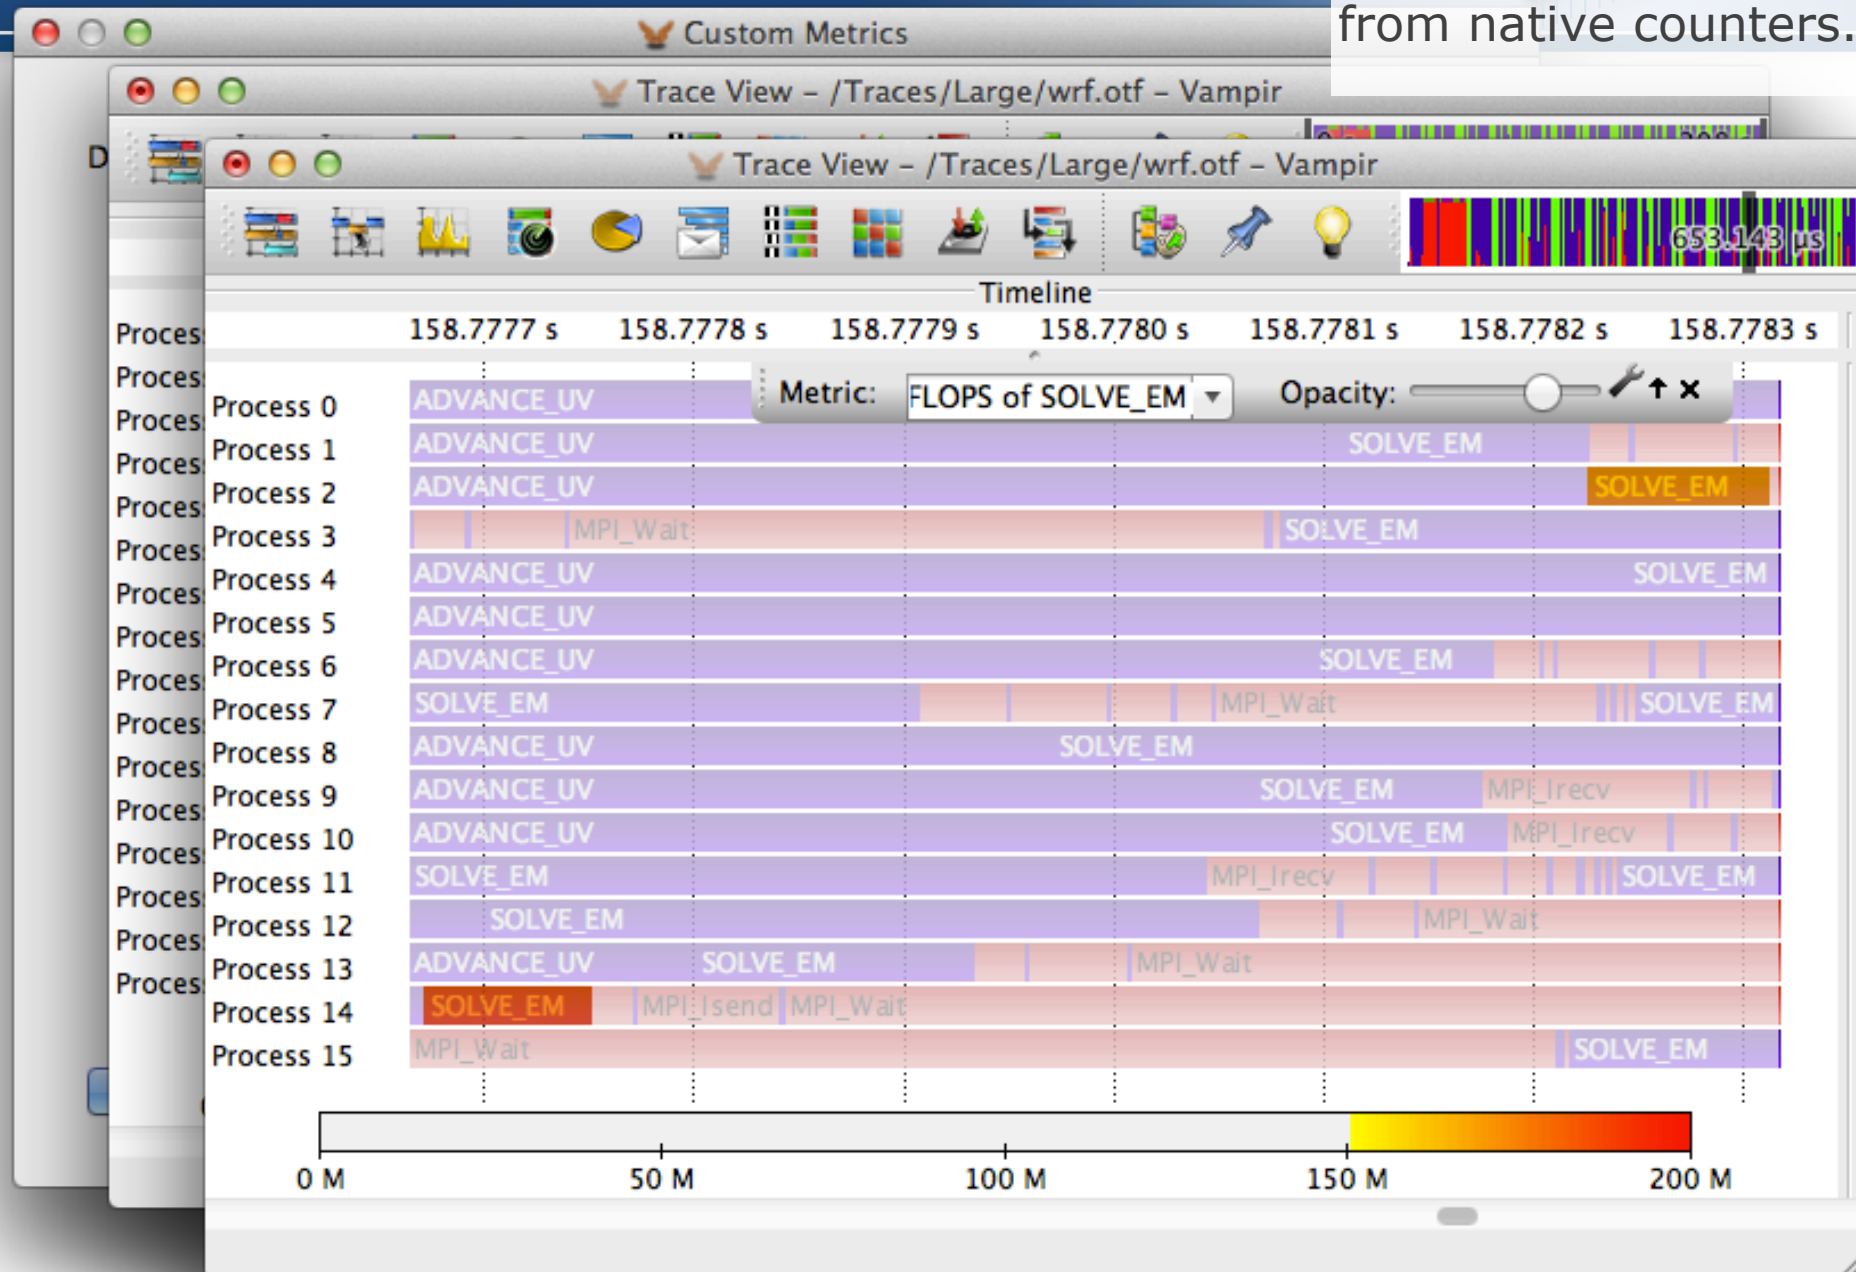 from native counters.
Custom Metrics
Trace View – /Traces/Large/wrf.otf – Vampir
Trace View – /Traces/Large/wrf.otf – Vampir
653.143 µs
Timeline
158.7777 s 158.7778 s 158.7779 s 158.7780 s 158.7781 s 158.7782 s 158.7783 s
Metric: FLOPS of SOLVE_EM Opacity:
Process 0 ADVANCE_UV
Process 1 ADVANCE_UV SOLVE_EM
Process 2 ADVANCE_UV SOLVE_EM
Process 3 MPI_Wait SOLVE_EM
Process 4 ADVANCE_UV SOLVE_EM
Process 5 ADVANCE_UV
Process 6 ADVANCE_UV SOLVE_EM
Process 7 SOLVE_EM MPI_Wait SOLVE_EM
Process 8 ADVANCE_UV SOLVE_EM
Process 9 ADVANCE_UV SOLVE_EM MPI_Irecv
Process 10 ADVANCE_UV SOLVE_EM MPI_Irecv
Process 11 SOLVE_EM MPI_Irecv SOLVE_EM
Process 12 SOLVE_EM MPI_Wait
Process 13 ADVANCE_UV SOLVE_EM MPI_Wait
Process 14 SOLVE_EM MPI_Isend MPI_Wait
Process 15 MPI_Wait SOLVE_EM
0 M 50 M 100 M 150 M 200 M